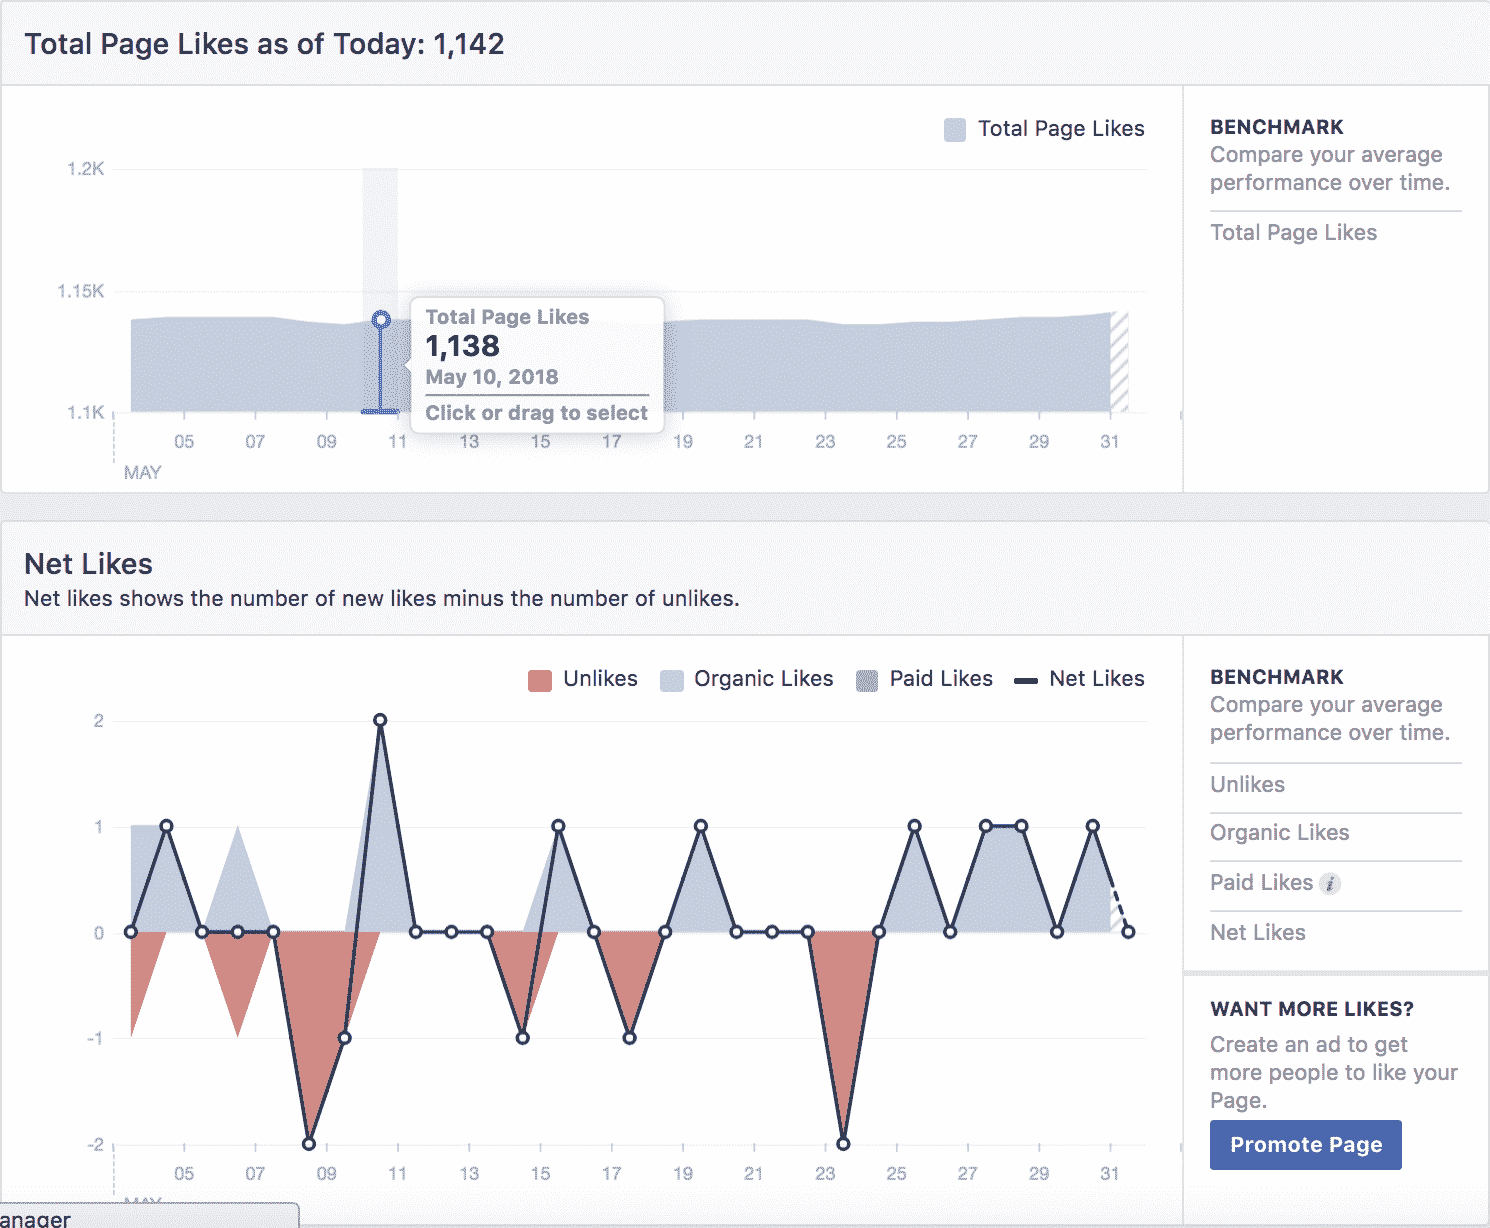 Total Page Likes as of Today: 1,142
Total Page Likes
1.2K
1.15K
1.1K
Total Page Likes
1,138
May 10, 2018
Click or drag to select
05 07 09 11 13 15 17 19 21 23 25 27 29 31
MAY
BENCHMARK
Compare your average
performance over time.
Total Page Likes
Net Likes
Net likes shows the number of new likes minus the number of unlikes.
Unlikes Organic Likes Paid Likes Net Likes
2
1
0
-1
-2
05 07 09 11 13 15 17 19 21 23 25 27 29 31
MAY
anager
BENCHMARK
Compare your average
performance over time.
Unlikes
Organic Likes
Paid Likes i
Net Likes
WANT MORE LIKES?
Create an ad to get
more people to like your
Page.
Promote Page